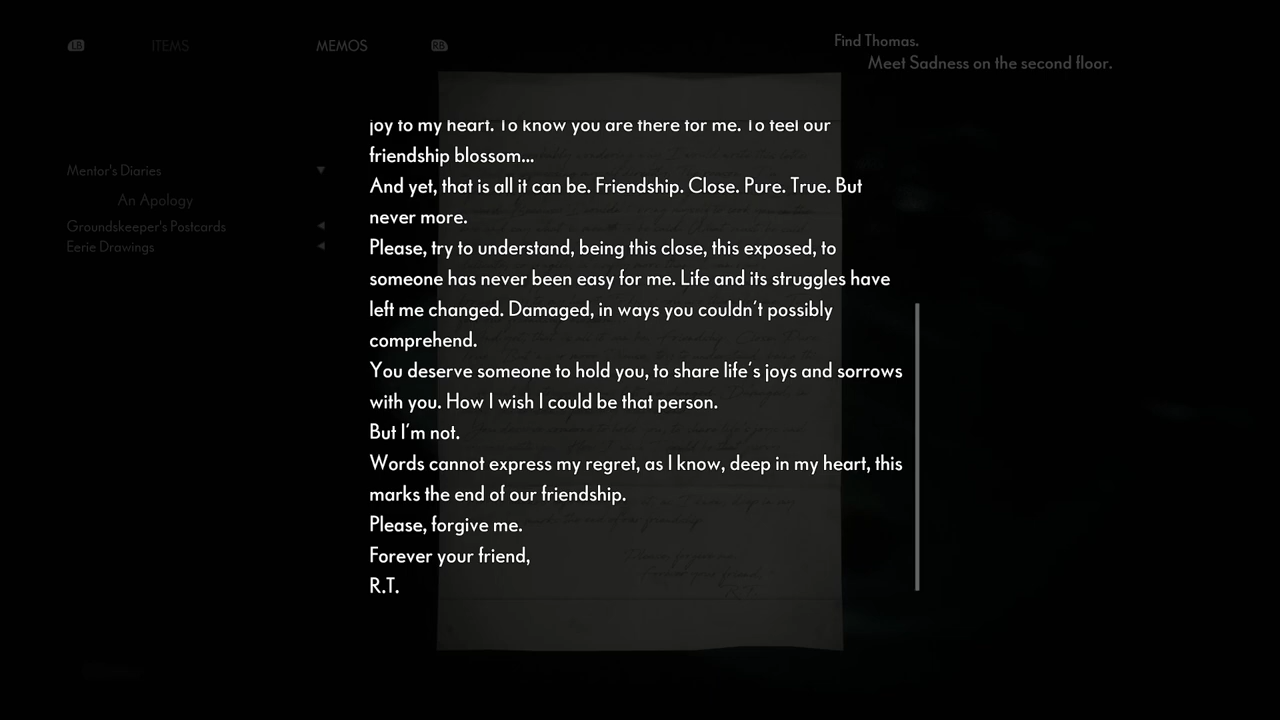 LB
ITEMS
MEMOS
RB
Find Thomas.
Meet Sadness on the second floor.
Mentor's Diaries
An Apology
Groundskeeper's Postcards
Eerie Drawings
joy to my heart. To know you are there for me. To feel our
friendship blossom...
And yet, that is all it can be. Friendship. Close. Pure. True. But
never more.
Please, try to understand, being this close, this exposed, to
someone has never been easy for me. Life and its struggles have
left me changed. Damaged, in ways you couldn't possibly
comprehend.
You deserve someone to hold you, to share life's joys and sorrows
with you. How I wish I could be that person.
But I'm not.
Words cannot express my regret, as I know, deep in my heart, this
marks the end of our friendship.
Please, forgive me.
Forever your friend,
R.T.